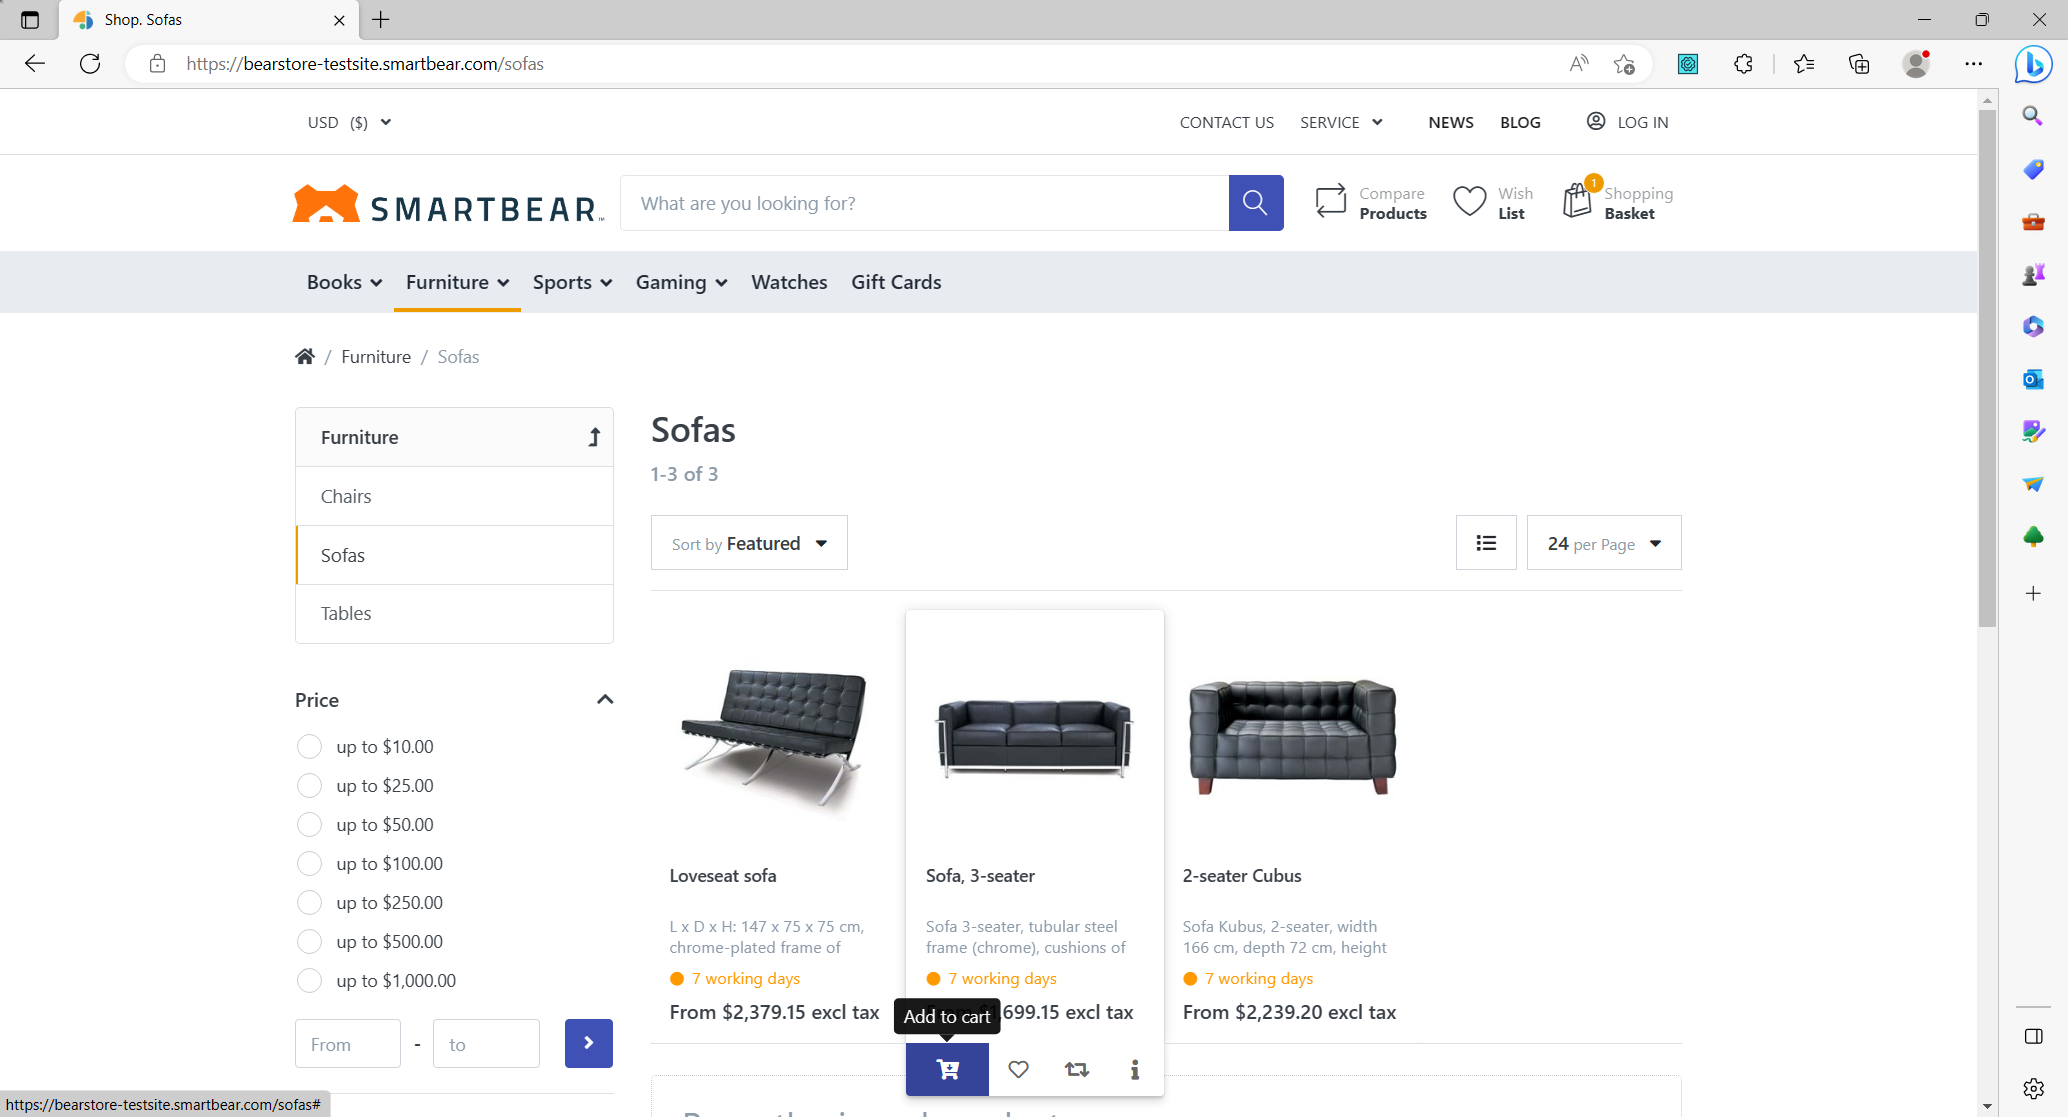 Shop. Sofas
https://bearstore-testsite.smartbear.com/sofas
USD ($)
CONTACT US
SERVICE
NEWS
BLOG
LOG IN
SMARTBEAR
What are you looking for?
Compare
Products
Wish
List
1
Shopping
Basket
Books
Furniture
Sports
Gaming
Watches
Gift Cards
/ Furniture / Sofas
Furniture
Chairs
Sofas
Tables
Price
up to $10.00
up to $25.00
up to $50.00
up to $100.00
up to $250.00
up to $500.00
up to $1,000.00
From - to
Sofas
1-3 of 3
Sort by Featured
24 per Page
Loveseat sofa
L x D x H: 147 x 75 x 75 cm,
chrome-plated frame of
7 working days
From $2,379.15 excl tax
Sofa, 3-seater
Sofa 3-seater, tubular steel
frame (chrome), cushions of
7 working days
699.15 excl tax
Add to cart
2-seater Cubus
Sofa Kubus, 2-seater, width
166 cm, depth 72 cm, height
7 working days
From $2,239.20 excl tax
https://bearstore-testsite.smartbear.com/sofas#